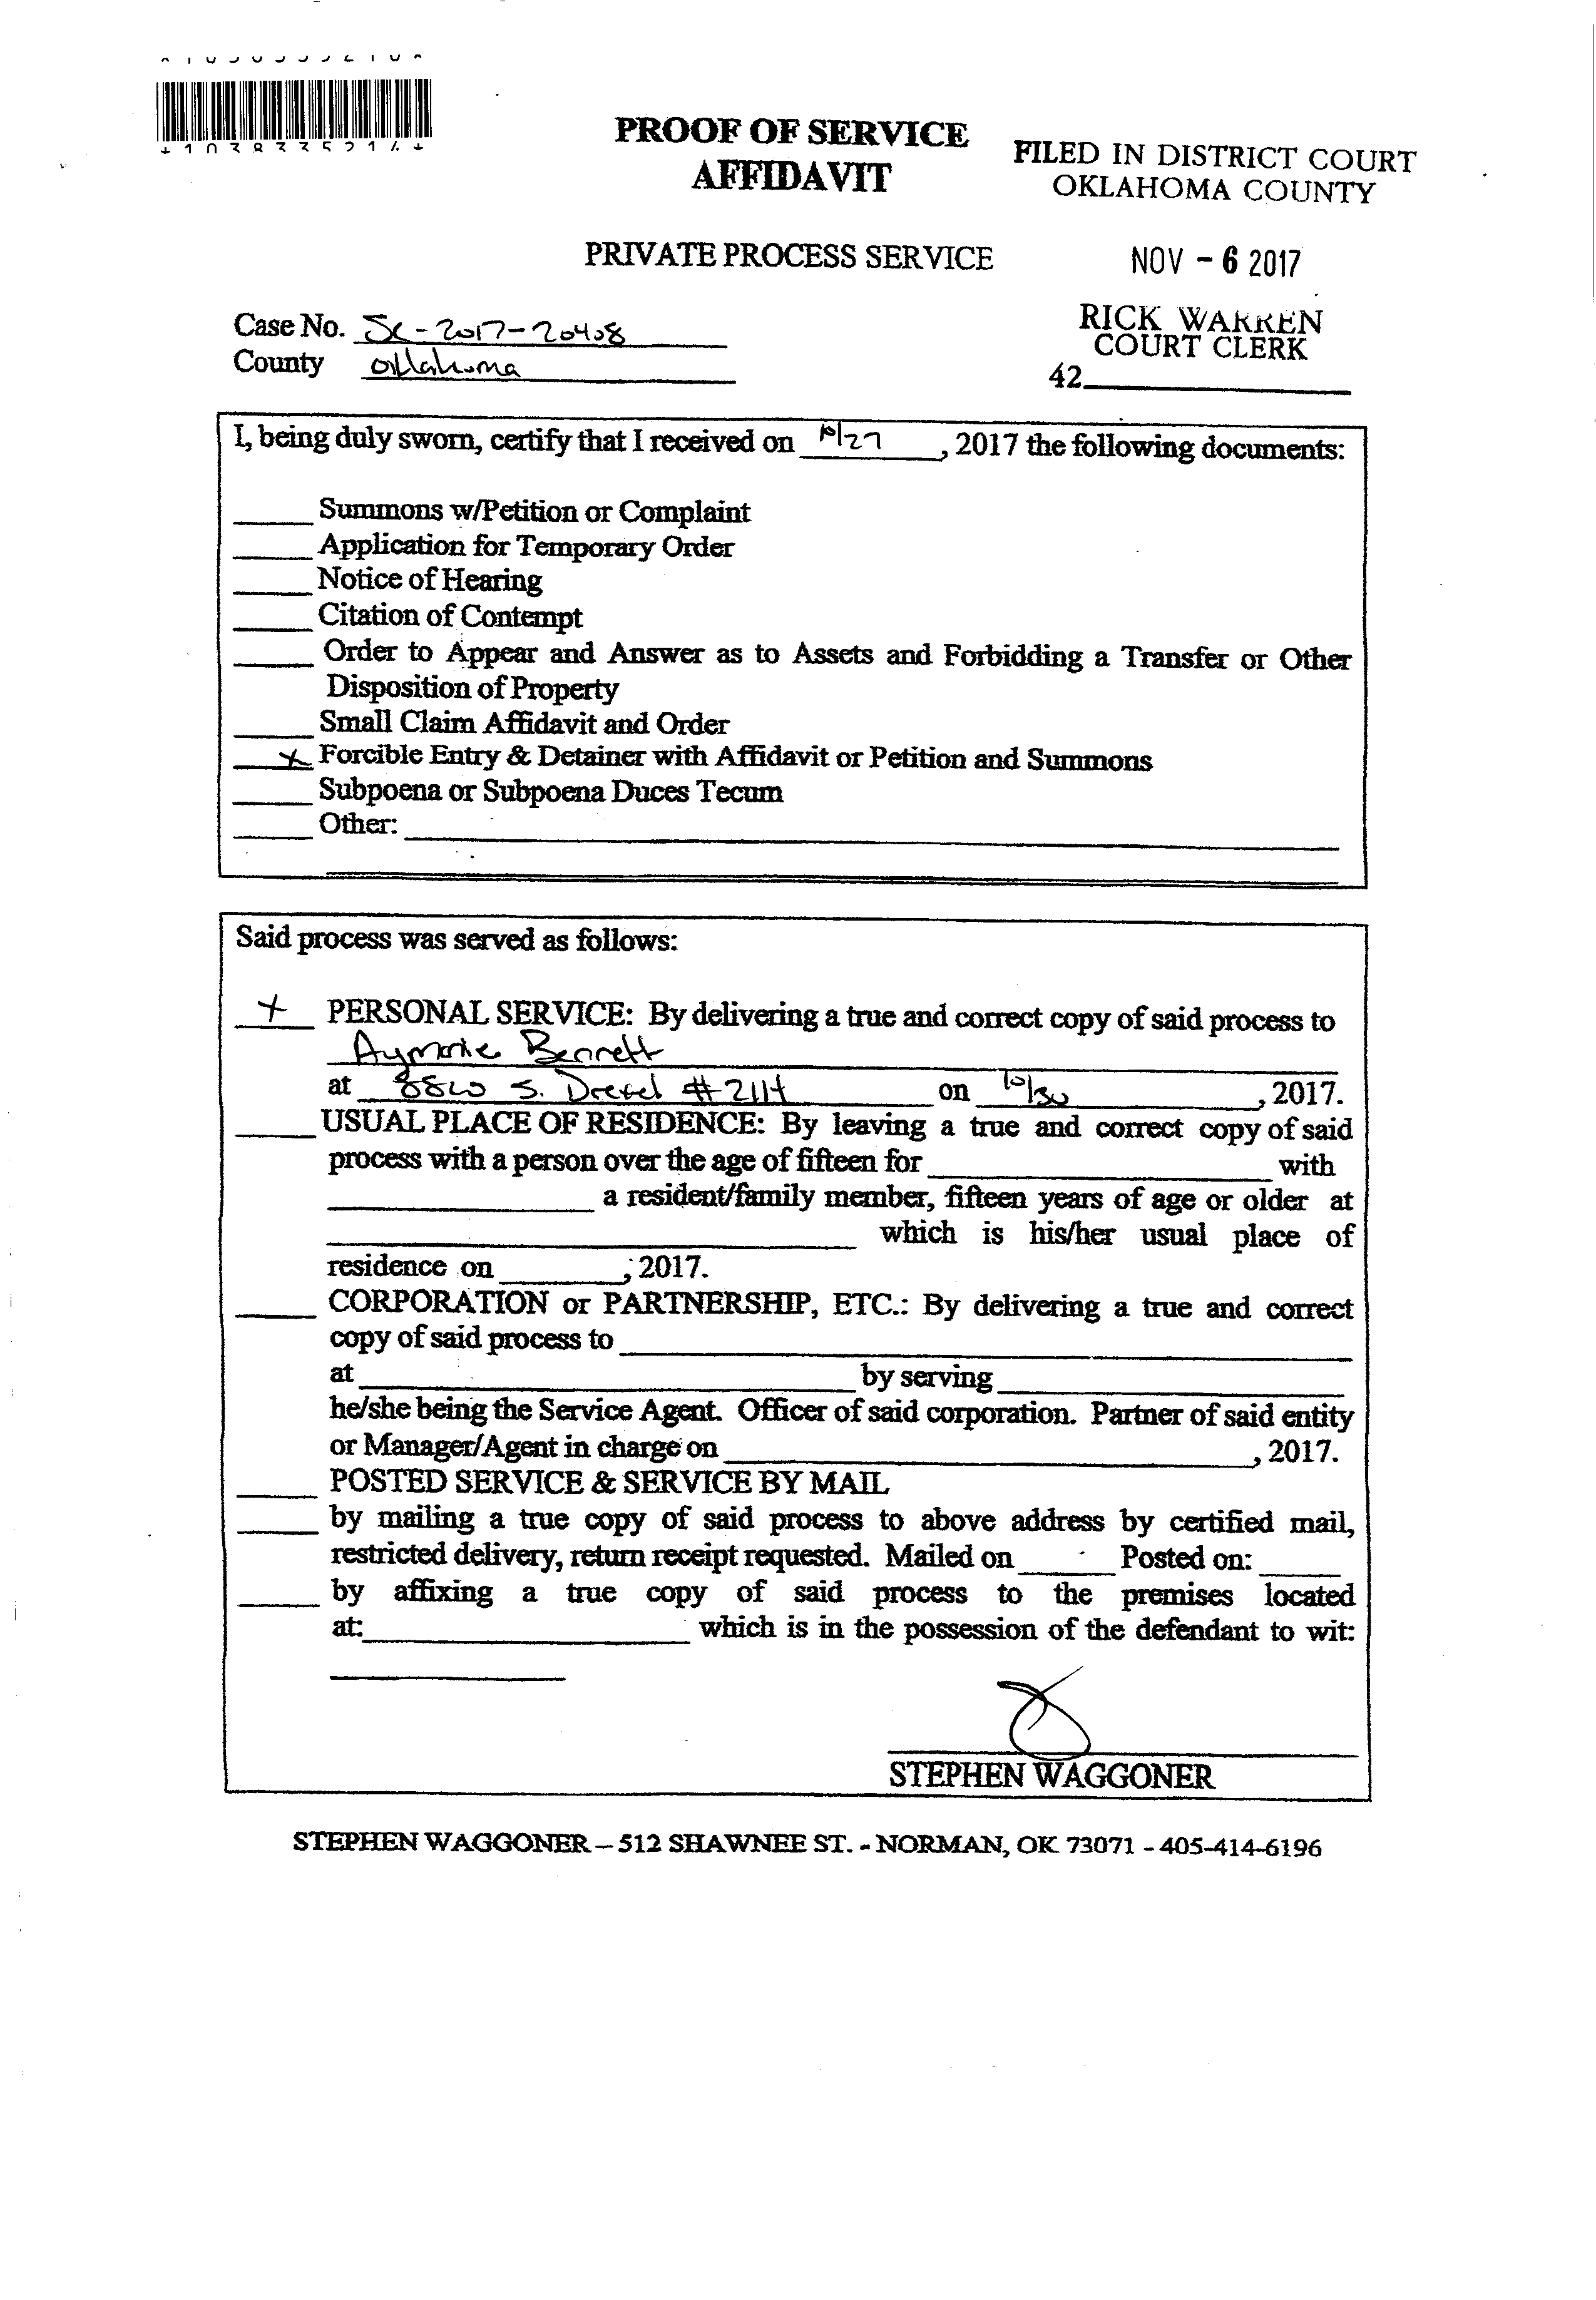 *1038335214*
PROOF OF SERVICE
AFFIDAVIT
FILED IN DISTRICT COURT
OKLAHOMA COUNTY
PRIVATE PROCESS SERVICE
NOV - 6 2017
RICK WARREN
COURT CLERK
42
Case No. SC-2017-20408
County Oklahoma
I, being duly sworn, certify that I received on 10/27, 2017 the following documents:
Summons w/Petition or Complaint
Application for Temporary Order
Notice of Hearing
Citation of Contempt
Order to Appear and Answer as to Assets and Forbidding a Transfer or Other
Disposition of Property
Small Claim Affidavit and Order
X Forcible Entry & Detainer with Affidavit or Petition and Summons
Subpoena or Subpoena Duces Tecum
Other:
Said process was served as follows:
X PERSONAL SERVICE: By delivering a true and correct copy of said process to
Bennett
at S. Drexel #2114 on 10/30, 2017.
USUAL PLACE OF RESIDENCE: By leaving a true and correct copy of said
process with a person over the age of fifteen for with
a resident/family member, fifteen years of age or older at
which is his/her usual place of
residence on , 2017.
CORPORATION or PARTNERSHIP, ETC.: By delivering a true and correct
copy of said process to
at by serving
he/she being the Service Agent. Officer of said corporation. Partner of said entity
or Manager/Agent in charge on , 2017.
POSTED SERVICE & SERVICE BY MAIL
by mailing a true copy of said process to above address by certified mail,
restricted delivery, return receipt requested. Mailed on Posted on:
by affixing a true copy of said process to the premises located
at: which is in the possession of the defendant to wit:
STEPHEN WAGGONER
STEPHEN WAGGONER – 512 SHAWNEE ST. - NORMAN, OK 73071 - 405-414-6196